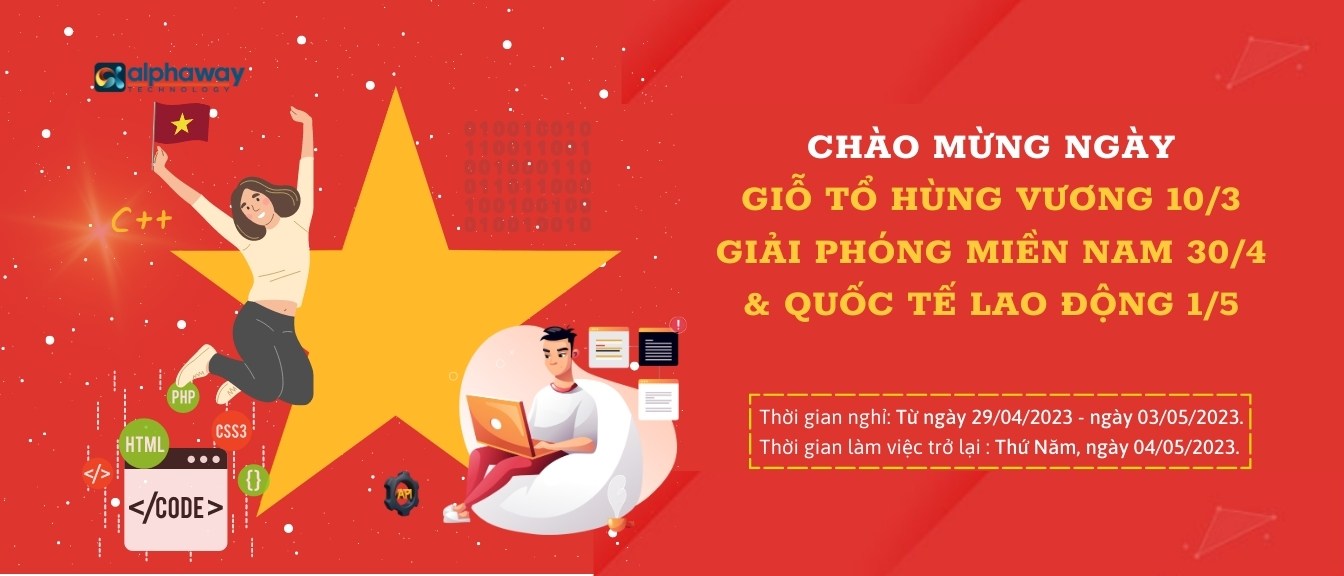 alphaway
TECHNOLOGY
C++
010010010
CHÀO MỪNG NGÀY
GIỖ TỔ HÙNG VƯƠNG 10/3
GIẢI PHÓNG MIỀN NAM 30/4
& QUỐC TẾ LAO ĐỘNG 1/5
Thời gian nghỉ: Từ ngày 29/04/2023 - ngày 03/05/2023.
Thời gian làm việc trở lại : Thứ Năm, ngày 04/05/2023.
PHP
HTML
CSS3
</>
{}
</CODE>
API
!